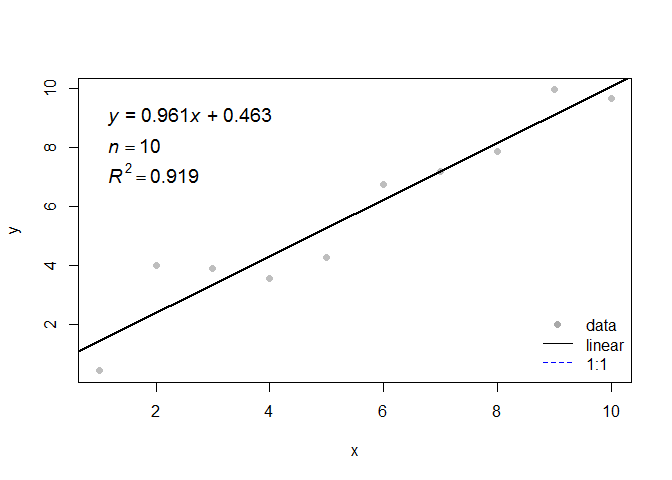 y = 0.961x + 0.463
n = 10
R² = 0.919
10
8
6
4
2
y
data
linear
1:1
2 4 6 8 10
x